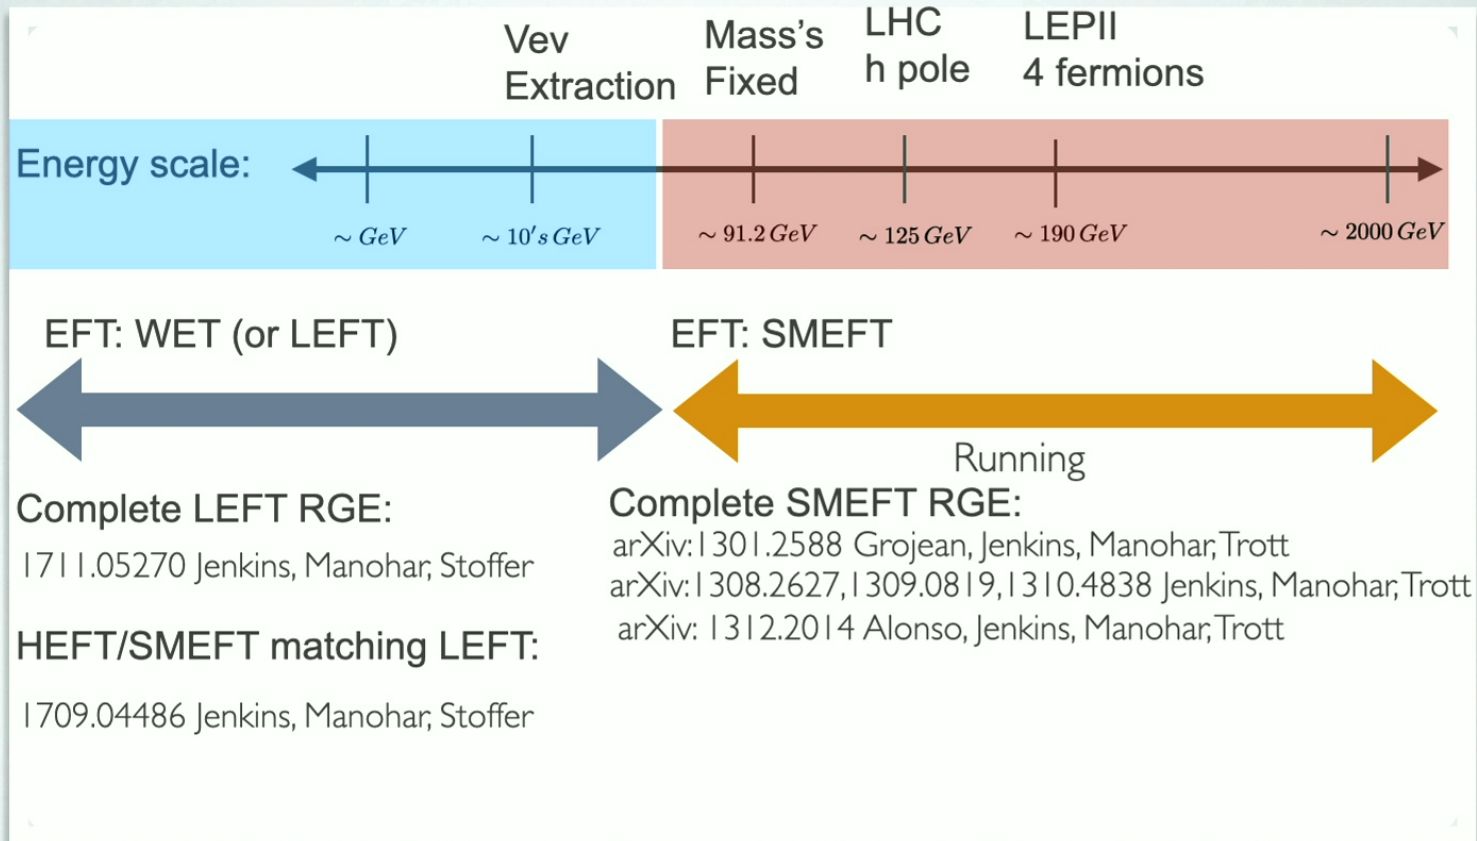 Vev
Extraction
Mass's
Fixed
LHC
h pole
LEPII
4 fermions
Energy scale:
~ GeV
~ 10's GeV
~ 91.2 GeV
~ 125 GeV
~ 190 GeV
~ 2000 GeV
EFT: WET (or LEFT)
EFT: SMEFT
Running
Complete LEFT RGE:
1711.05270 Jenkins, Manohar, Stoffer
HEFT/SMEFT matching LEFT:
1709.04486 Jenkins, Manohar, Stoffer
Complete SMEFT RGE:
arXiv:1301.2588 Grojean, Jenkins, Manohar, Trott
arXiv:1308.2627,1309.0819,1310.4838 Jenkins, Manohar, Trott
arXiv: 1312.2014 Alonso, Jenkins, Manohar, Trott